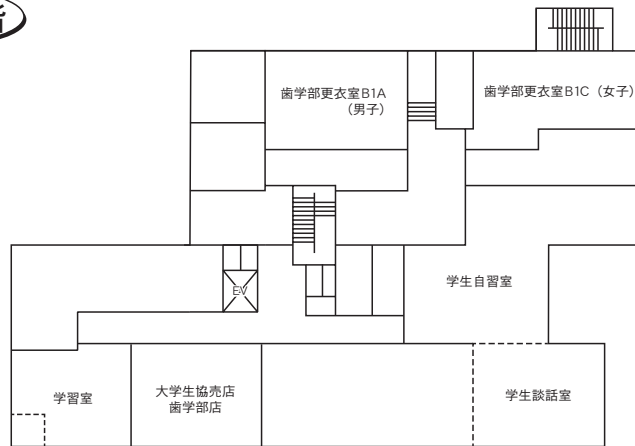 階
歯学部更衣室B1A
（男子）
歯学部更衣室B1C（女子）
EV
学生自習室
学習室
大学生協売店
歯学部店
学生談話室